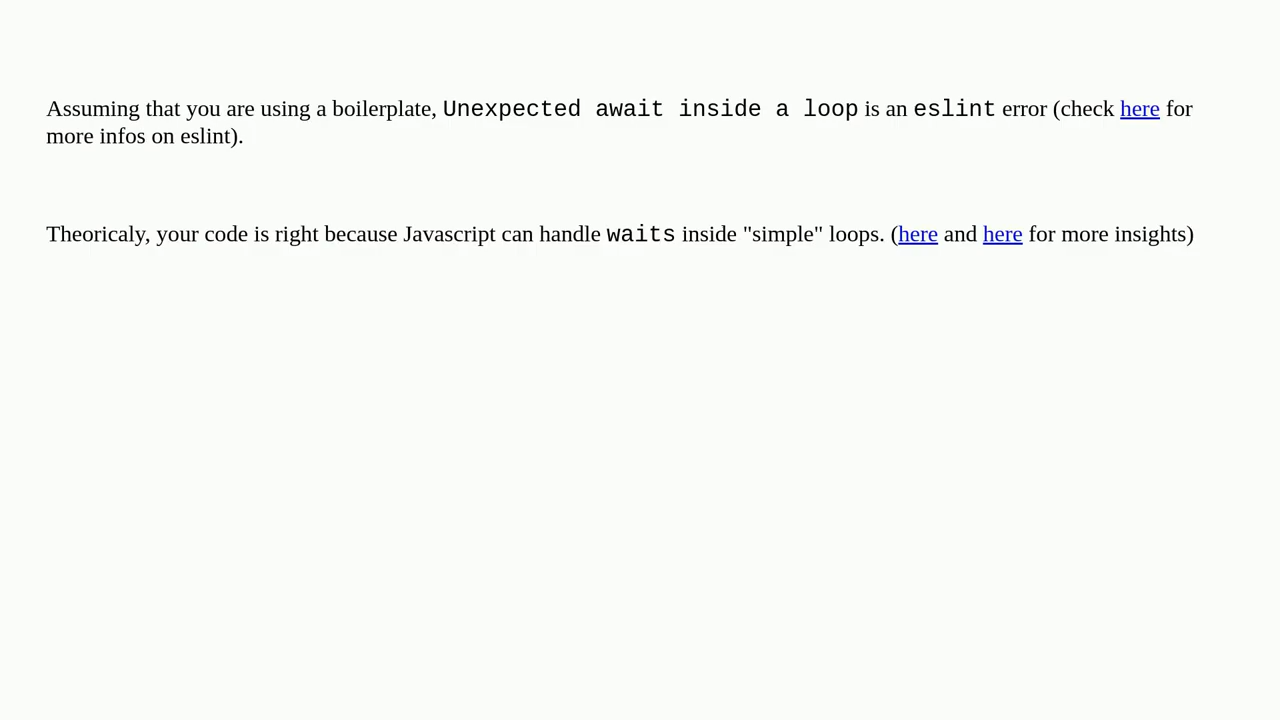 Assuming that you are using a boilerplate, Unexpected await inside a loop is an eslint error (check here for
more infos on eslint).
Theoricaly, your code is right because Javascript can handle waits inside "simple" loops. (here and here for more insights)